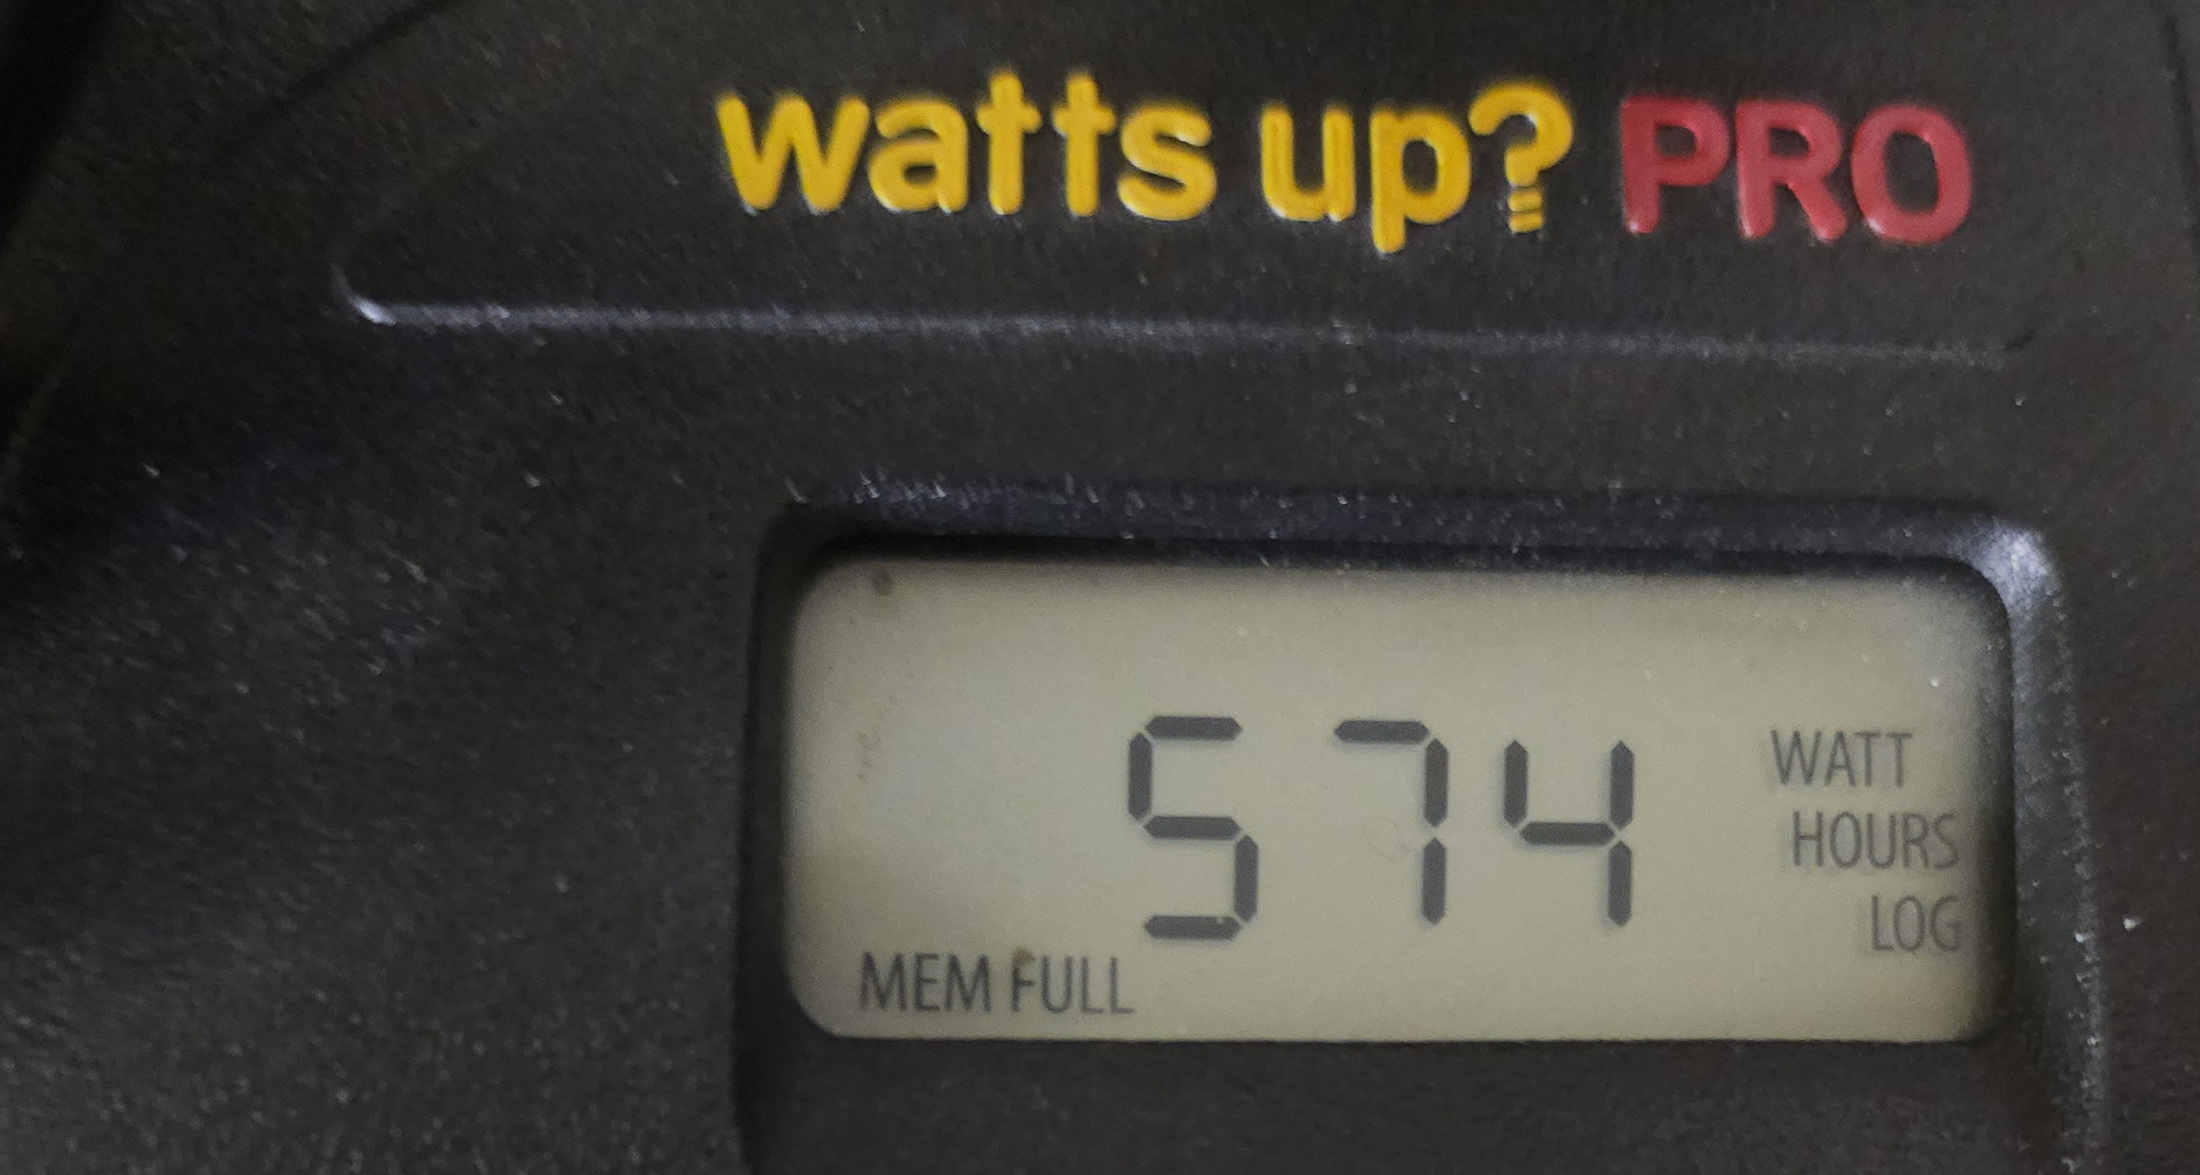 watts up? PRO
574
WATT
HOURS
LOG
MEM FULL